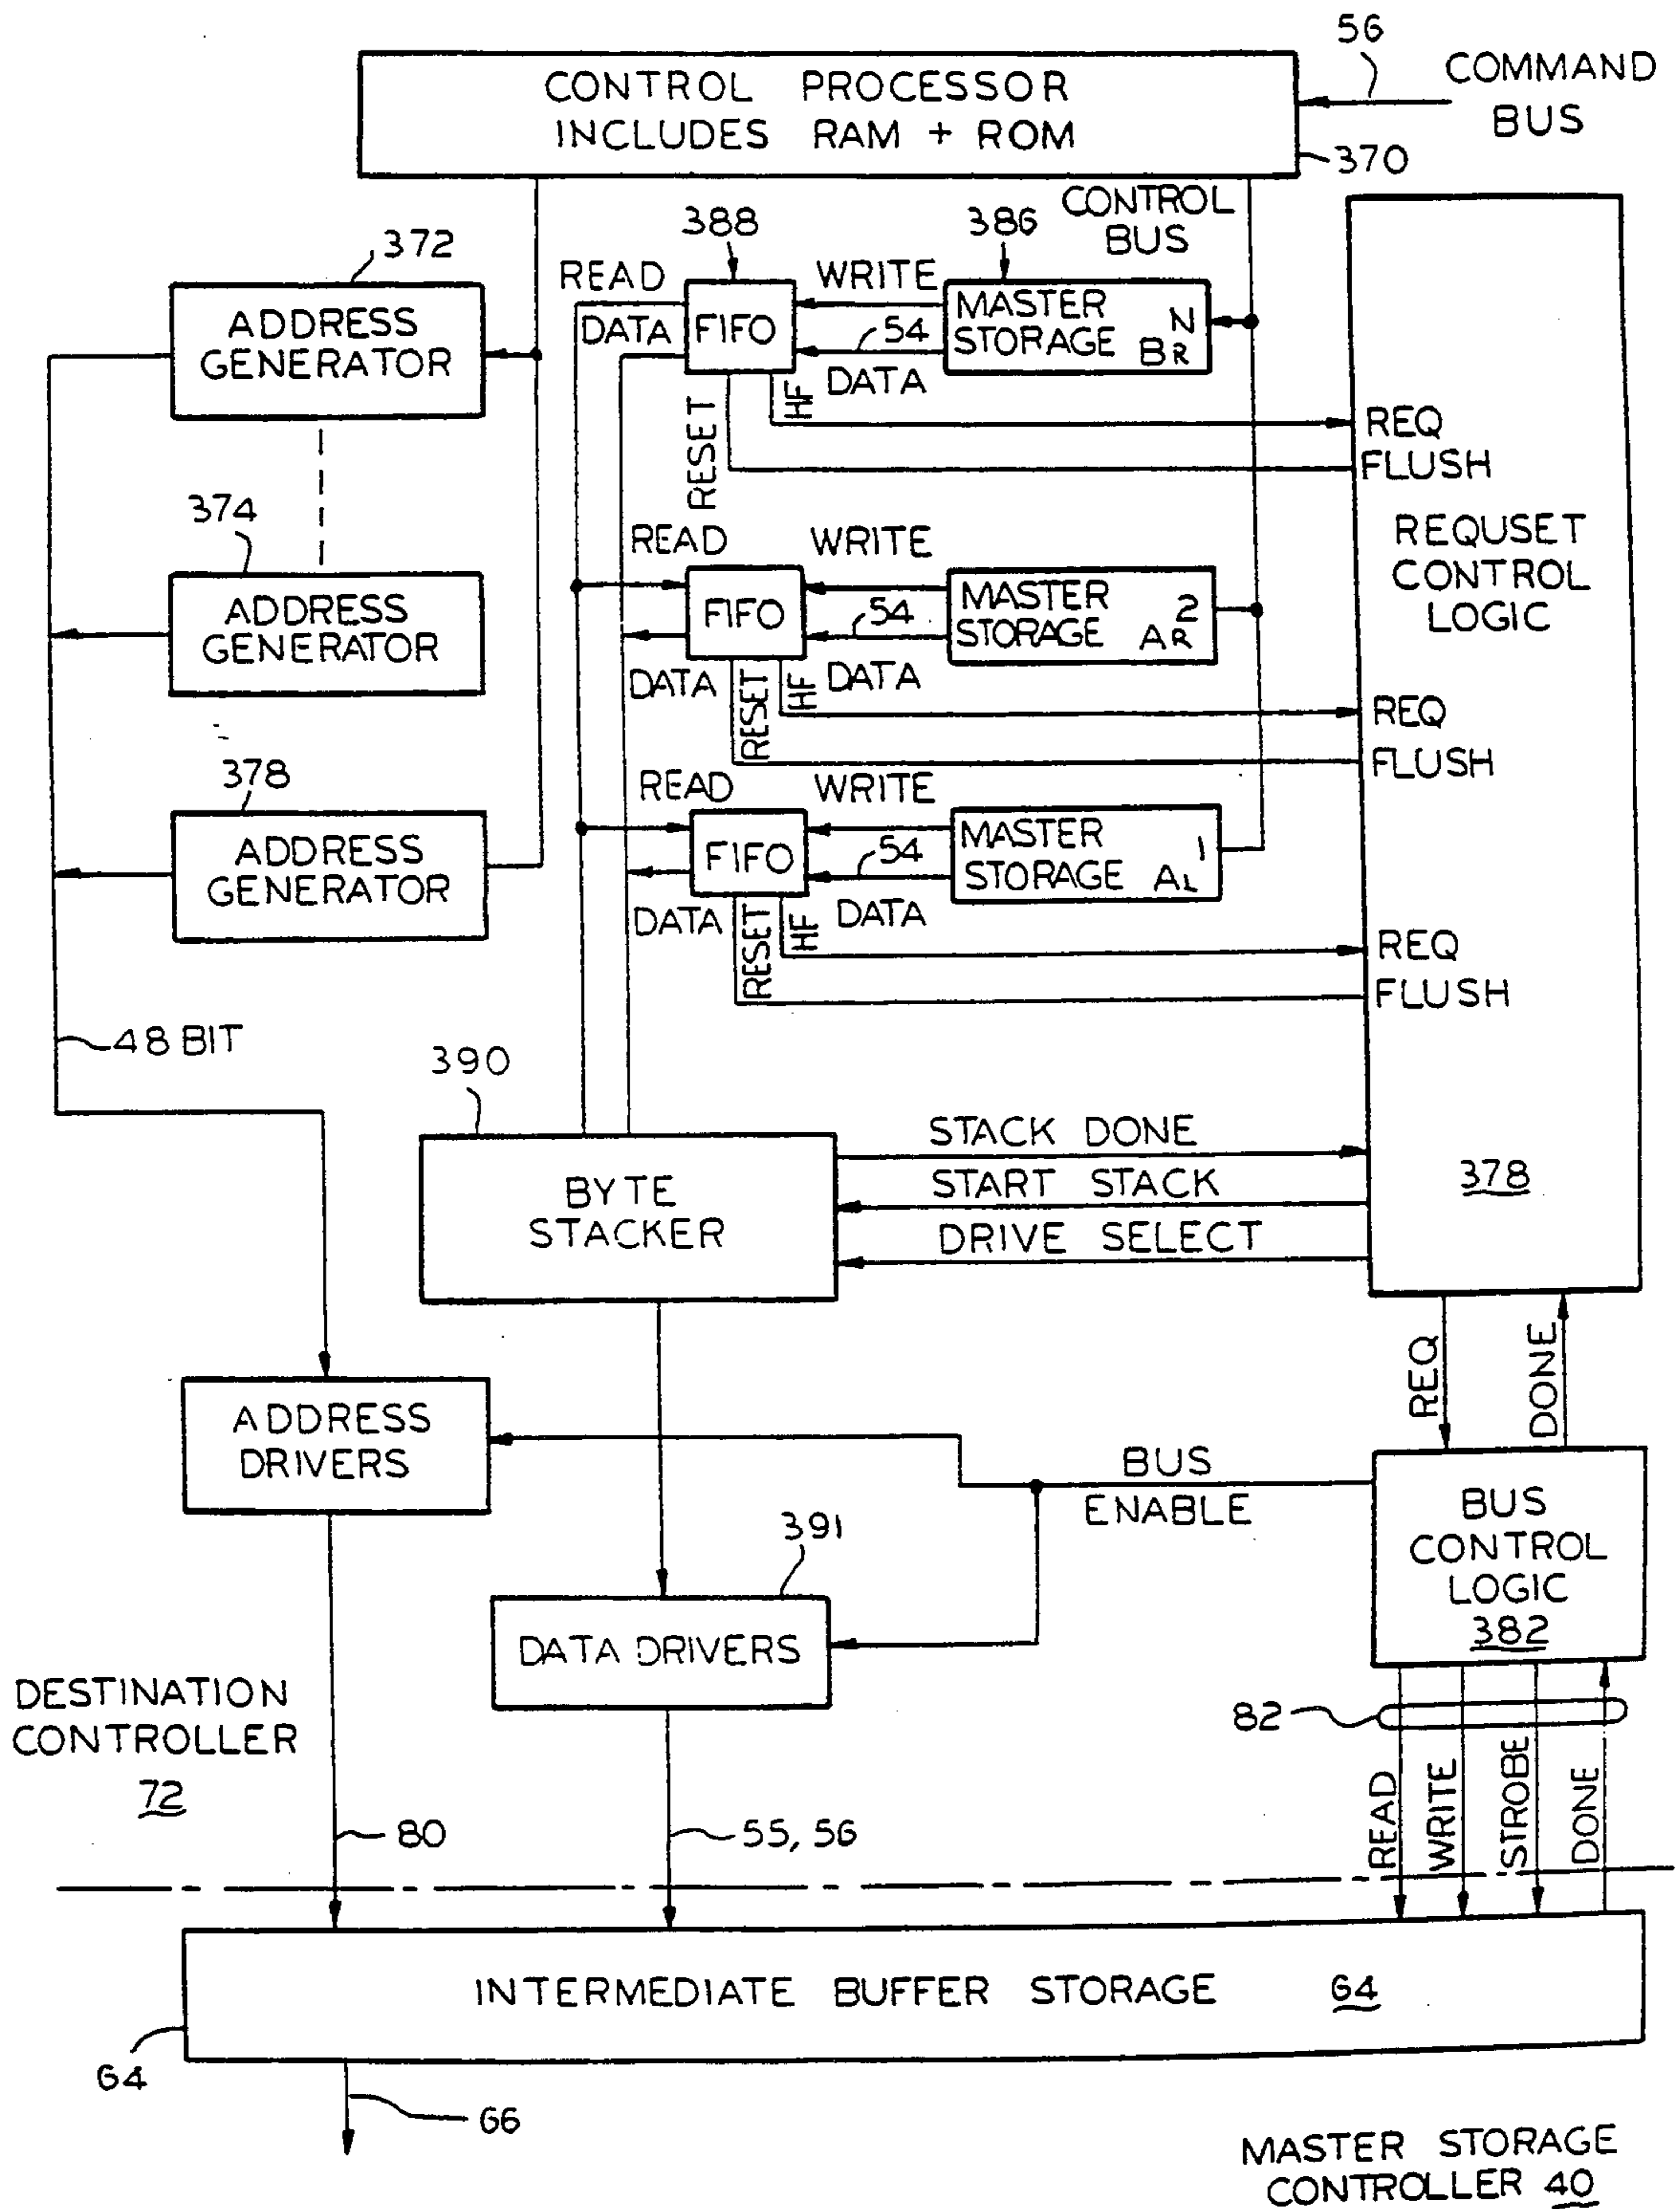 56
COMMAND
BUS
CONTROL PROCESSOR
INCLUDES RAM + ROM
370
CONTROL
BUS
388
386
372
READ
WRITE
ADDRESS
GENERATOR
DATA
FIFO
54
DATA
MASTER
STORAGE
N
BR
RESET
HF
REQ
FLUSH
REQUSET
CONTROL
LOGIC
374
READ
WRITE
ADDRESS
GENERATOR
FIFO
54
MASTER
STORAGE
2
AR
DATA
RESET
HF
DATA
REQ
FLUSH
378
READ
WRITE
ADDRESS
GENERATOR
FIFO
54
MASTER
STORAGE
1
AL
DATA
RESET
HF
DATA
REQ
FLUSH
48 BIT
390
BYTE
STACKER
STACK DONE
START STACK
DRIVE SELECT
378
REQ
DONE
ADDRESS
DRIVERS
BUS
ENABLE
BUS
CONTROL
LOGIC
382
391
DATA DRIVERS
DESTINATION
CONTROLLER
72
82
READ
WRITE
STROBE
DONE
80
55, 56
INTERMEDIATE BUFFER STORAGE 64
64
66
MASTER STORAGE
CONTROLLER 40